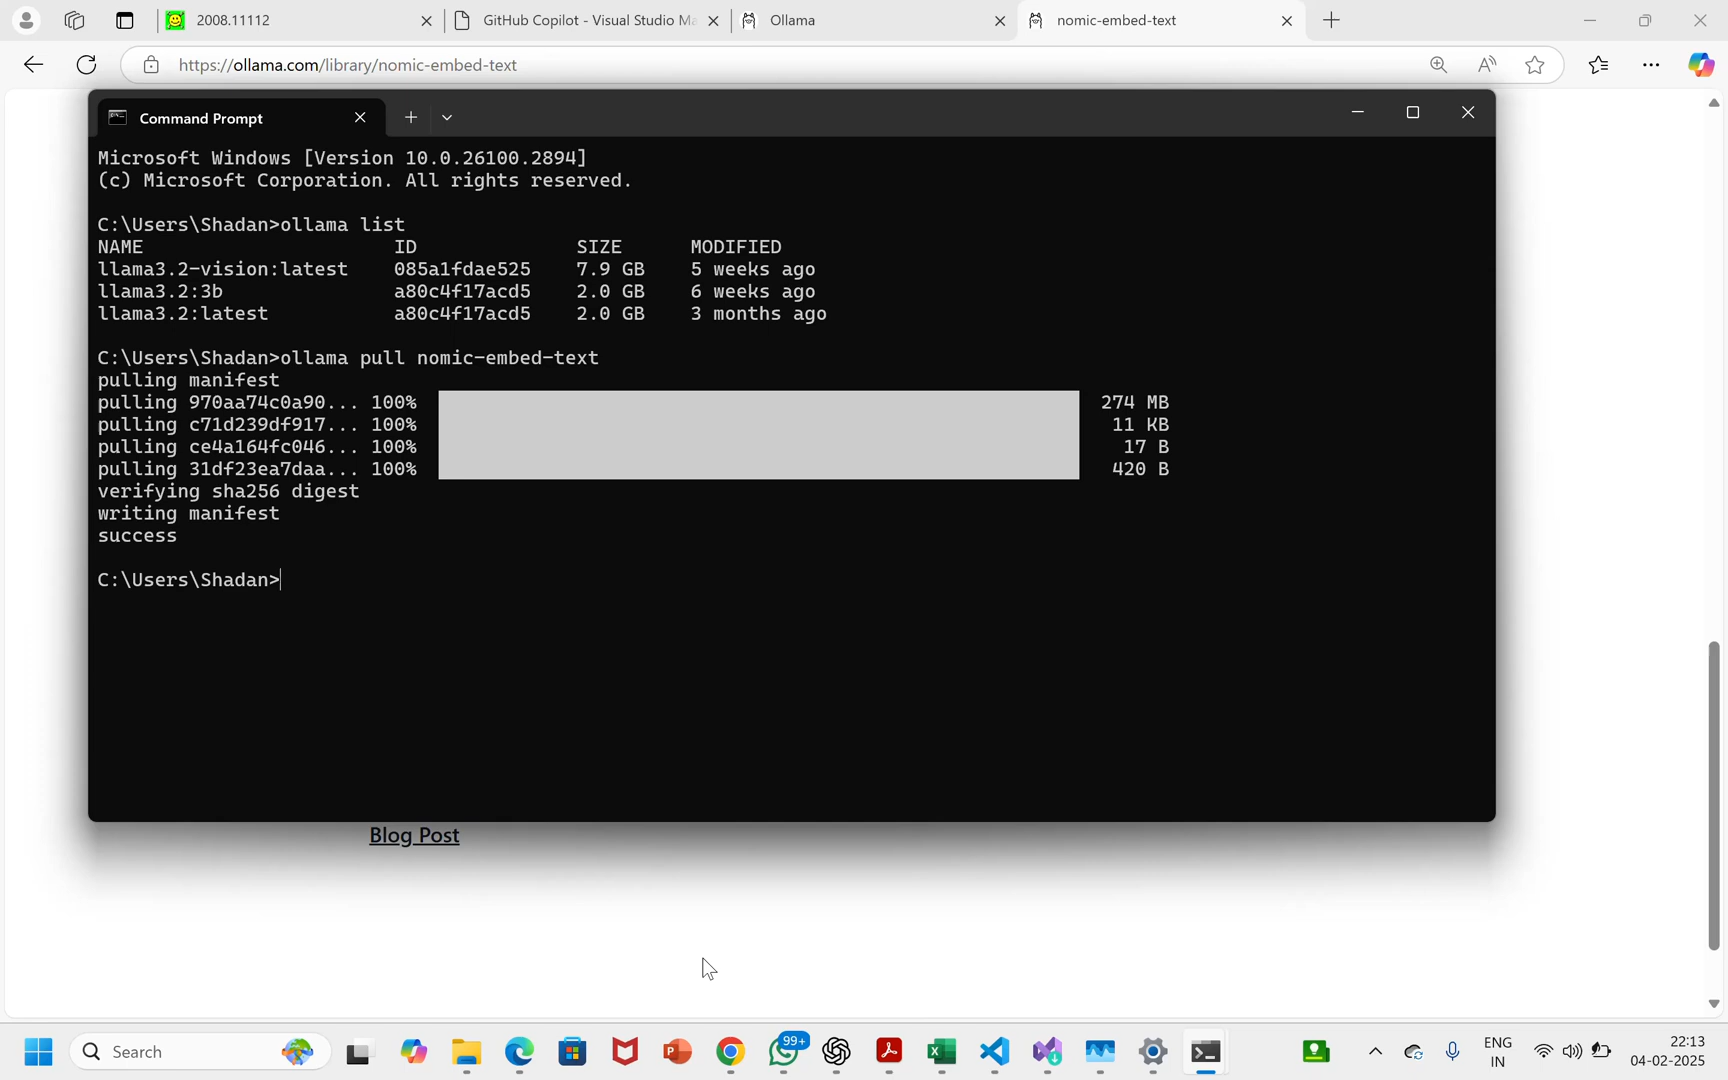 2008.11112
GitHub Copilot - Visual Studio Ma
Ollama
nomic-embed-text
https://ollama.com/library/nomic-embed-text
Command Prompt
Microsoft Windows [Version 10.0.26100.2894]
(c) Microsoft Corporation. All rights reserved.
C:\Users\Shadan>ollama list
NAME ID SIZE MODIFIED
llama3.2-vision:latest 085a1fdae525 7.9 GB 5 weeks ago
llama3.2:3b a80c4f17acd5 2.0 GB 6 weeks ago
llama3.2:latest a80c4f17acd5 2.0 GB 3 months ago
C:\Users\Shadan>ollama pull nomic-embed-text
pulling manifest
pulling 970aa74c0a90... 100% 274 MB
pulling c71d239df917... 100% 11 KB
pulling ce4a164fc046... 100% 17 B
pulling 31df23ea7daa... 100% 420 B
verifying sha256 digest
writing manifest
success
C:\Users\Shadan>
Blog Post
Search
99+
ENG
IN
22:13
04-02-2025